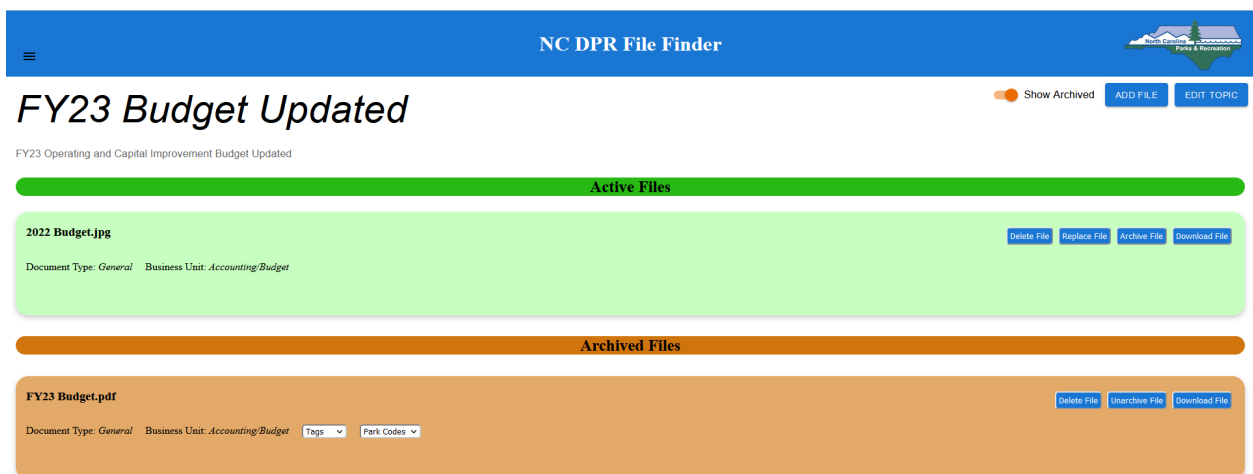 NC DPR File Finder
North Carolina
Parks & Recreation
FY23 Budget Updated
Show Archived
ADD FILE
EDIT TOPIC
FY23 Operating and Capital Improvement Budget Updated
Active Files
2022 Budget.jpg
Delete File
Replace File
Archive File
Download File
Document Type: General Business Unit: Accounting/Budget
Archived Files
FY23 Budget.pdf
Delete File
Unarchive File
Download File
Document Type: General Business Unit: Accounting/Budget Tags Park Codes